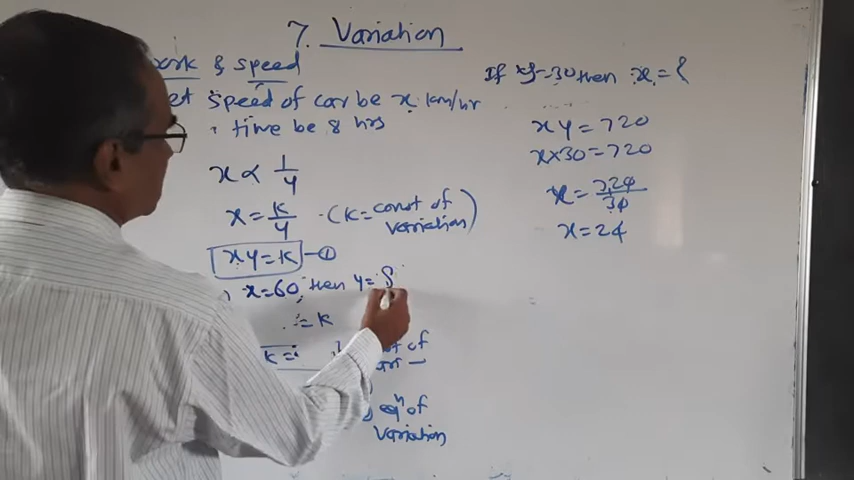 7. Variation
& speed
speed of car be x km/hr
time be 8 hrs
x ∝ 1/y
x = k/y (k = const of variation)
xy = k —①
x = 60 then y = 8
= k
k =
of
eqⁿ of
variation
If y = 30 then x = {
xy = 720
x×30 = 720
x = 720/30
x = 24